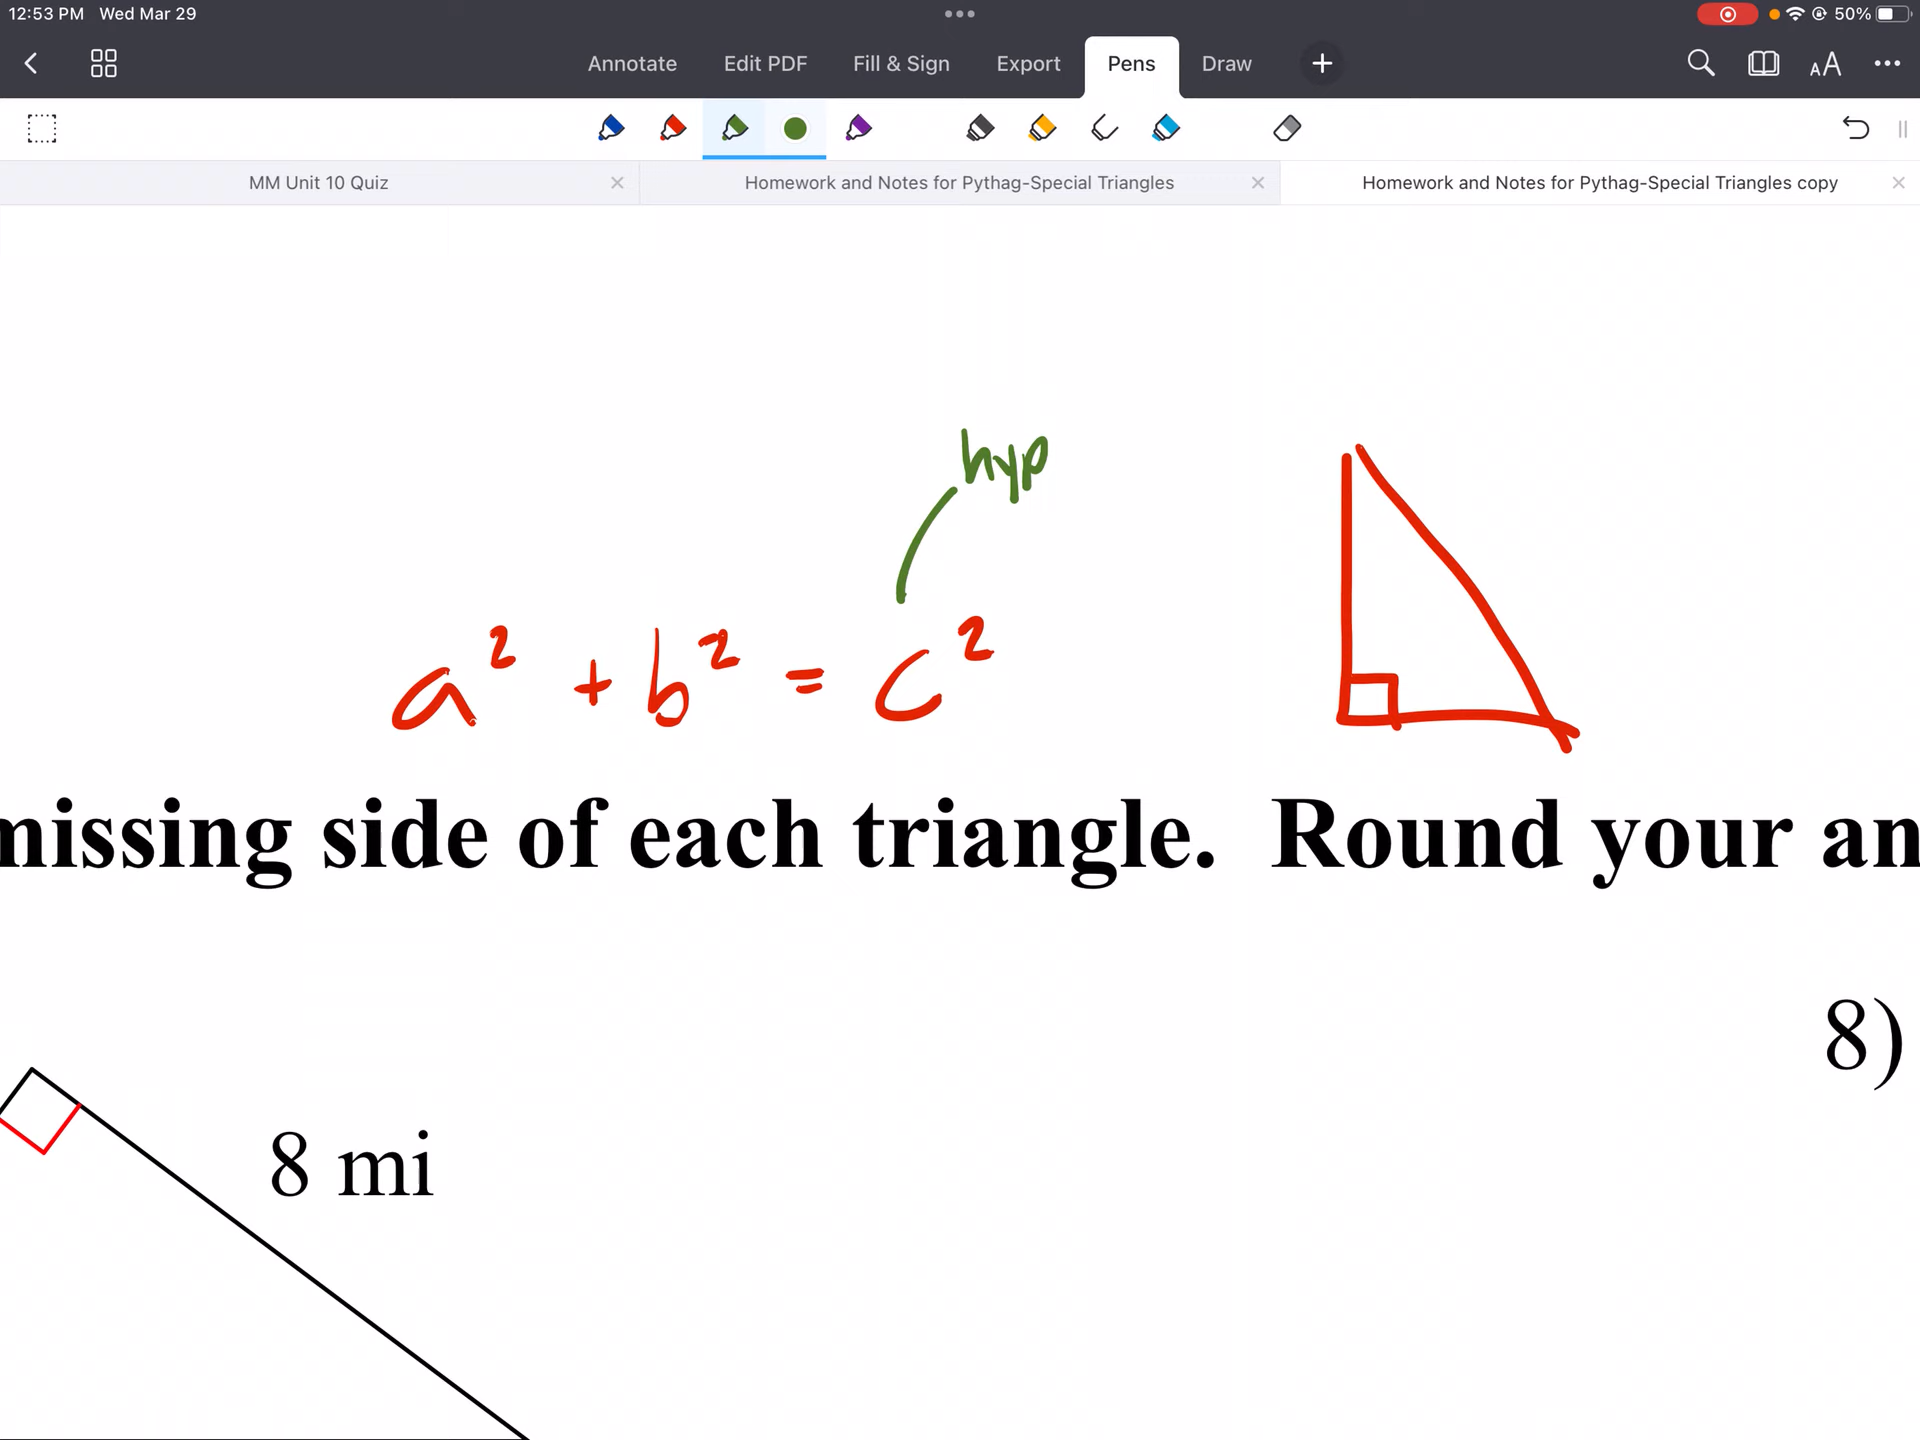 12:53 PM Wed Mar 29
50%
Annotate Edit PDF Fill & Sign Export Pens Draw
AA
MM Unit 10 Quiz
Homework and Notes for Pythag-Special Triangles
Homework and Notes for Pythag-Special Triangles copy
hyp
a² + b² = c²
missing side of each triangle. Round your an
8)
8 mi